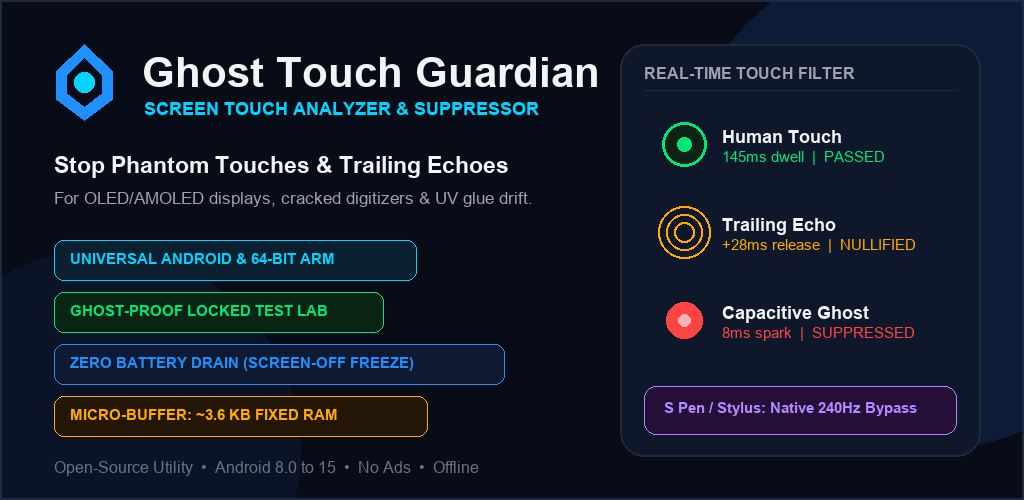 Ghost Touch Guardian
SCREEN TOUCH ANALYZER & SUPPRESSOR
Stop Phantom Touches & Trailing Echoes
For OLED/AMOLED displays, cracked digitizers & UV glue drift.
UNIVERSAL ANDROID & 64-BIT ARM
GHOST-PROOF LOCKED TEST LAB
ZERO BATTERY DRAIN (SCREEN-OFF FREEZE)
MICRO-BUFFER: ~3.6 KB FIXED RAM
Open-Source Utility • Android 8.0 to 15 • No Ads • Offline
REAL-TIME TOUCH FILTER
Human Touch
145ms dwell | PASSED
Trailing Echo
+28ms release | NULLIFIED
Capacitive Ghost
8ms spark | SUPPRESSED
S Pen / Stylus: Native 240Hz Bypass